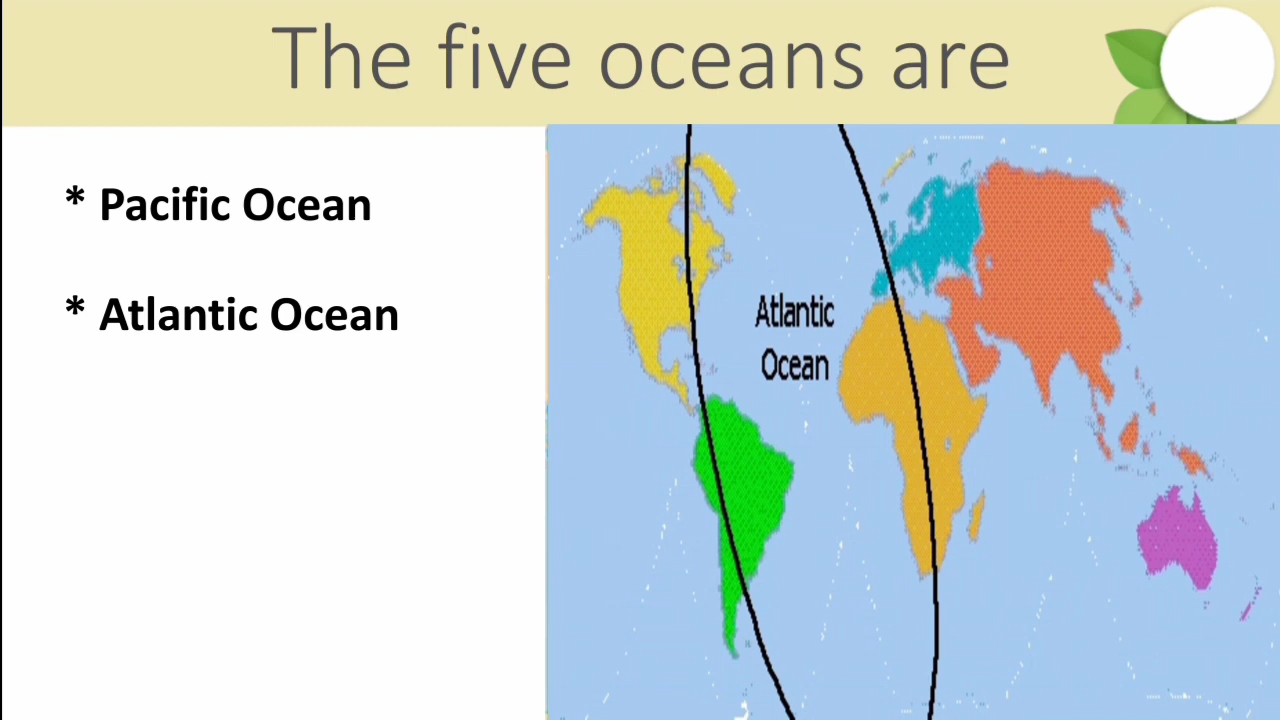 The five oceans are
* Pacific Ocean
* Atlantic Ocean
Atlantic
Ocean